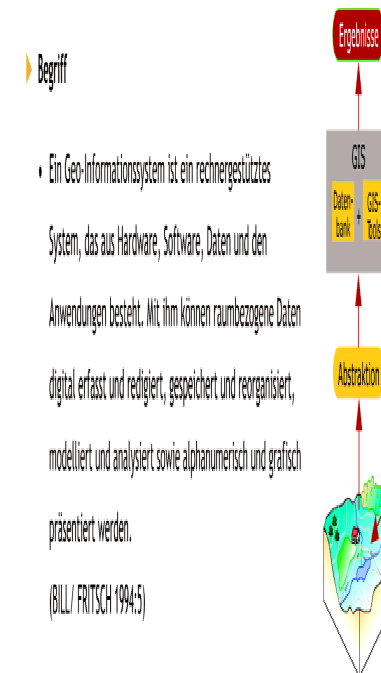 Begriff
• Ein Geo-Informationssystem ist ein rechnergestütztes
System, das aus Hardware, Software, Daten und den
Anwendungen besteht. Mit ihm können raumbezogene Daten
digital erfasst und redigiert, gespeichert und reorganisiert,
modelliert und analysiert sowie alphanumerisch und grafisch
präsentiert werden.
(BILL/ FRITSCH 1994:5)
Ergebnisse
GIS
Daten-
bank
+
GIS-
Tools
Abstraktion